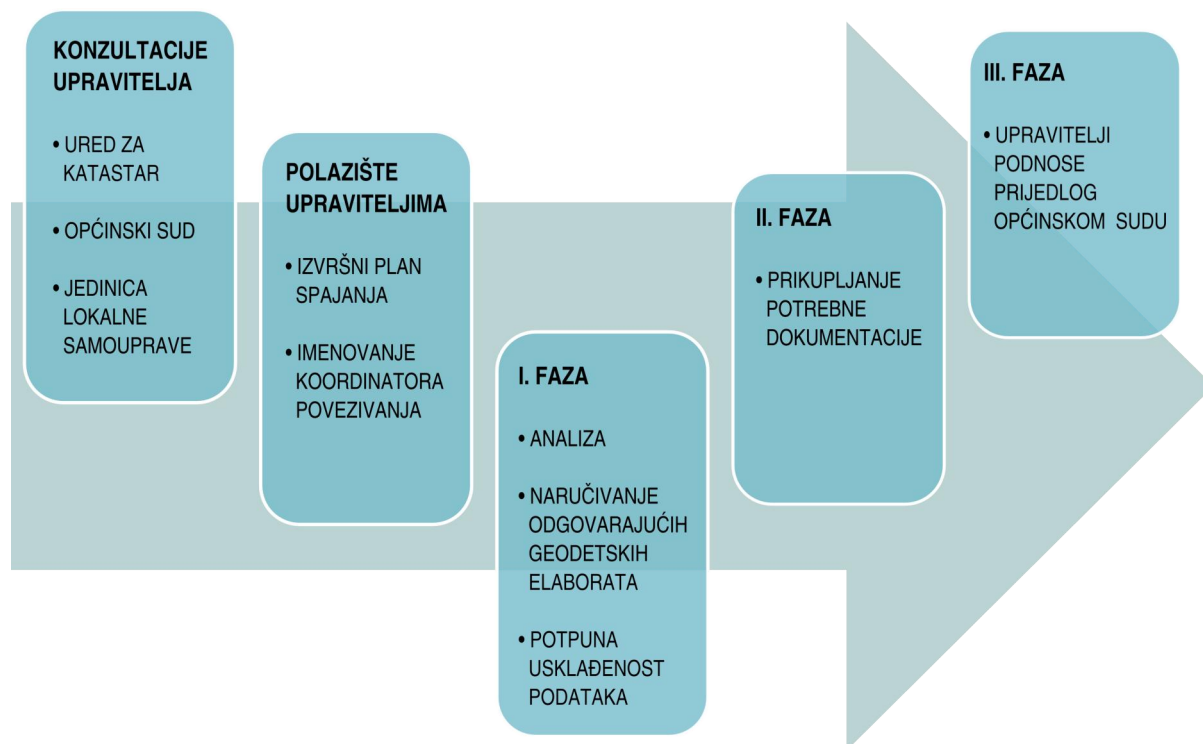 KONZULTACIJE
UPRAVITELJA
• URED ZA
KATASTAR
• OPĆINSKI SUD
• JEDINICA
LOKALNE
SAMOUPRAVE
POLAZIŠTE
UPRAVITELJIMA
• IZVRŠNI PLAN
SPAJANJA
• IMENOVANJE
KOORDINATORA
POVEZIVANJA
I. FAZA
• ANALIZA
• NARUČIVANJE
ODGOVARAJUĆIH
GEODETSKIH
ELABORATA
• POTPUNA
USKLAĐENOST
PODATAKA
II. FAZA
• PRIKUPLJANJE
POTREBNE
DOKUMENTACIJE
III. FAZA
• UPRAVITELJI
PODNOSE
PRIJEDLOG
OPĆINSKOM SUDU